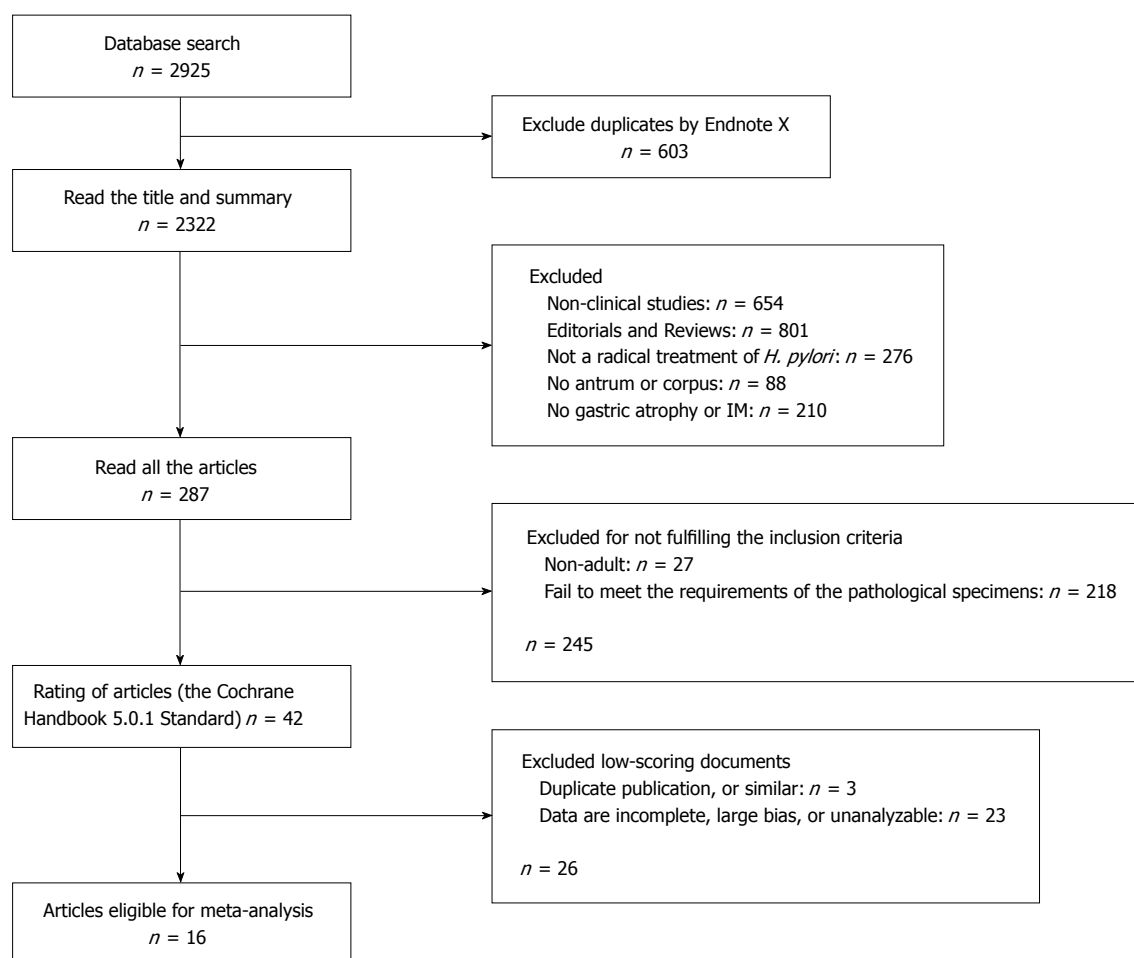 Database search
n = 2925
Exclude duplicates by Endnote X
n = 603
Read the title and summary
n = 2322
Excluded
Non-clinical studies: n = 654
Editorials and Reviews: n = 801
Not a radical treatment of H. pylori: n = 276
No antrum or corpus: n = 88
No gastric atrophy or IM: n = 210
Read all the articles
n = 287
Excluded for not fulfilling the inclusion criteria
Non-adult: n = 27
Fail to meet the requirements of the pathological specimens: n = 218
n = 245
Rating of articles (the Cochrane
Handbook 5.0.1 Standard) n = 42
Excluded low-scoring documents
Duplicate publication, or similar: n = 3
Data are incomplete, large bias, or unanalyzable: n = 23
n = 26
Articles eligible for meta-analysis
n = 16